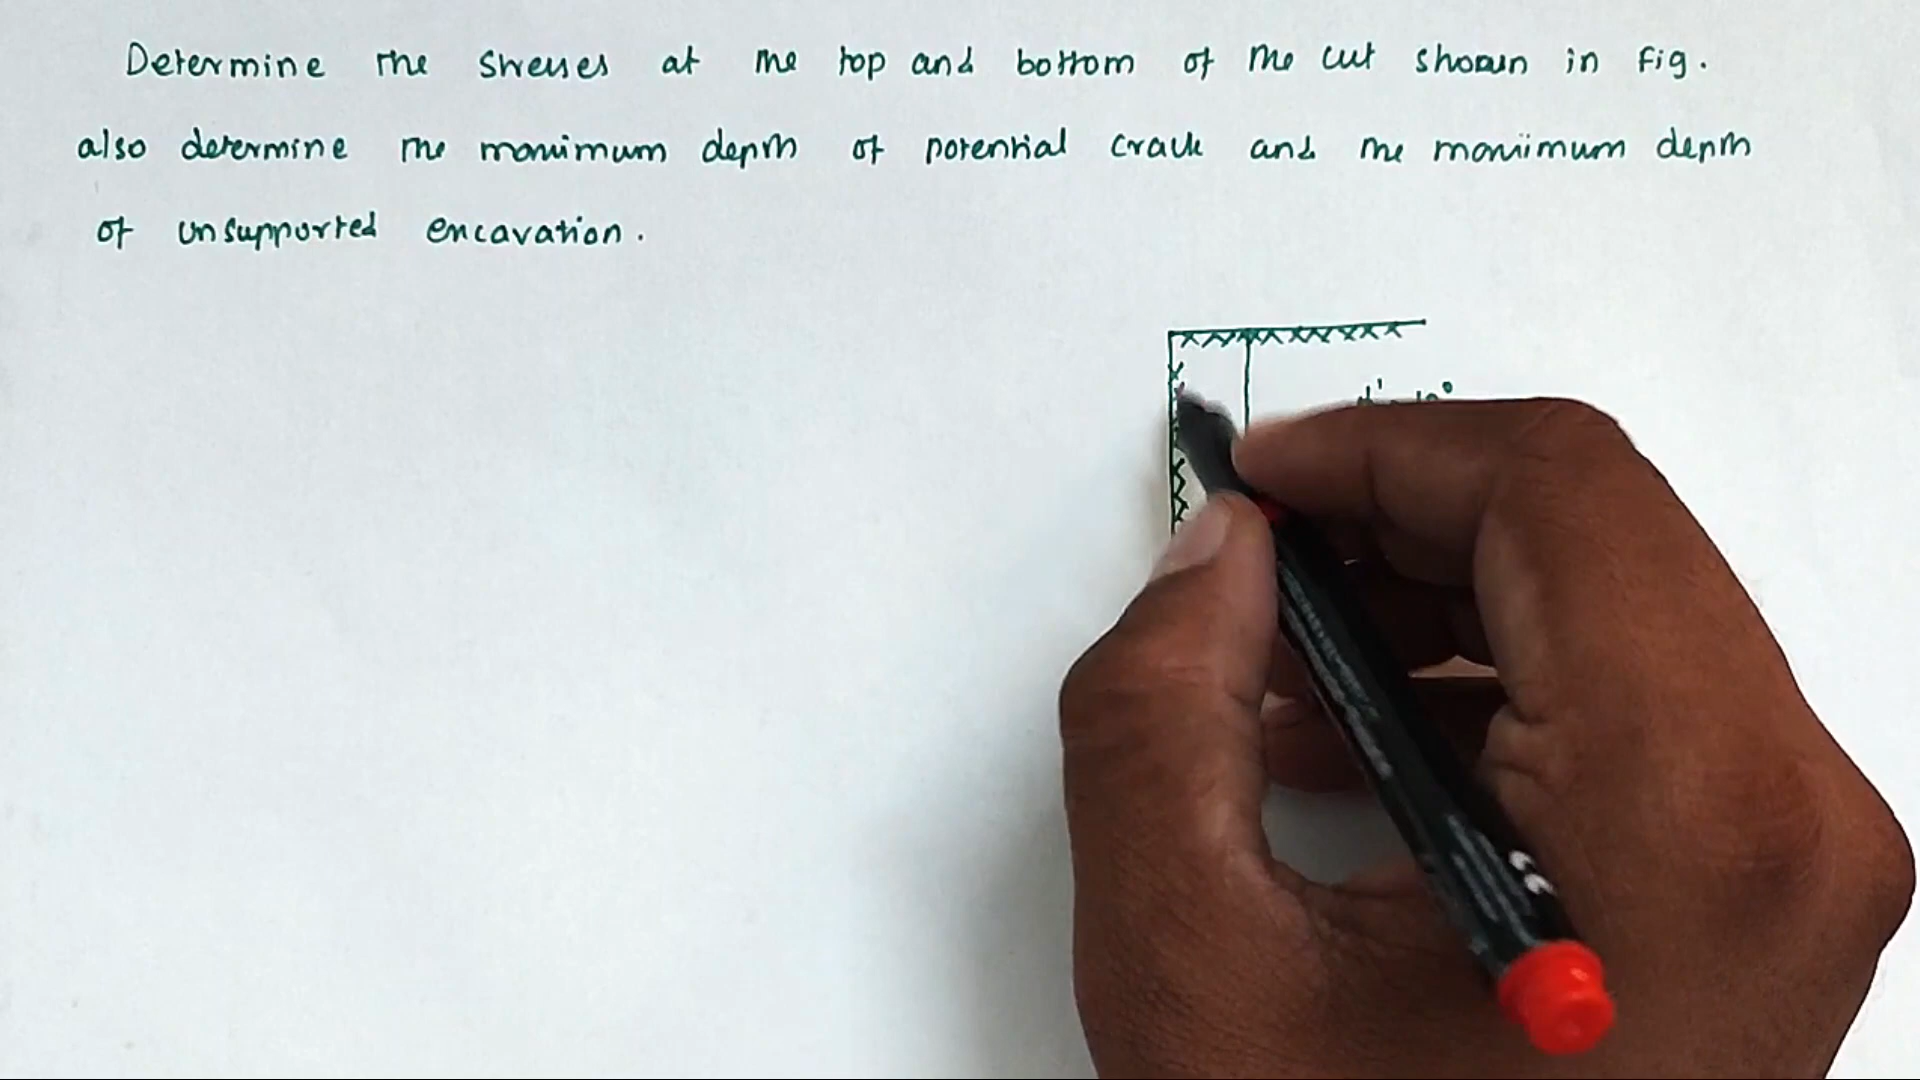 Determine the stresses at the top and bottom of the cut shown in fig.
also determine the maximum depth of potential crack and the maximum depth
of unsupported excavation.